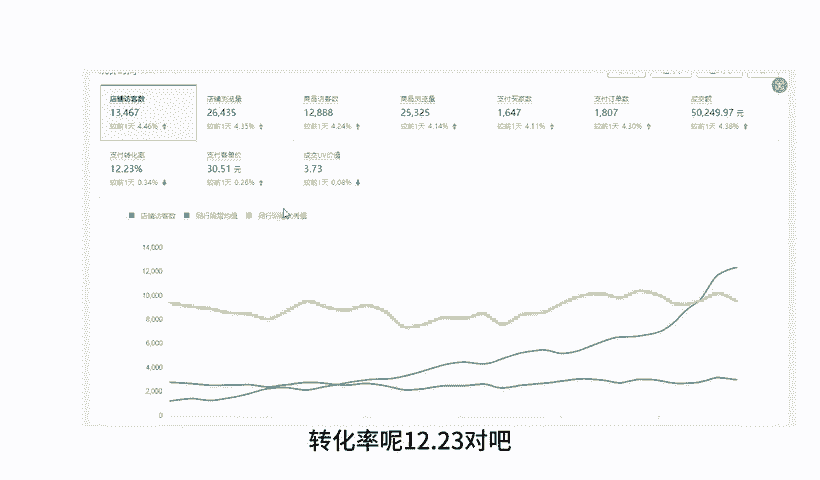 店铺访客数 店铺浏览量 商品访客数 商品浏览量 支付买家数 支付订单数 成交额
13,467 26,435 12,888 25,325 1,647 1,807 50,249.97 元
较前1天 4.46% 较前1天 4.35% 较前1天 4.24% 较前1天 4.14% 较前1天 4.11% 较前1天 4.30% 较前1天 4.38%
支付转化率 支付客单价 成交UV价值
12.23% 30.51 元 3.73
较前1天 0.34% 较前1天 0.26% 较前1天 0.08%
店铺访客数
14,000
12,000
10,000
8,000
6,000
4,000
2,000
0
转化率呢12.23对吧